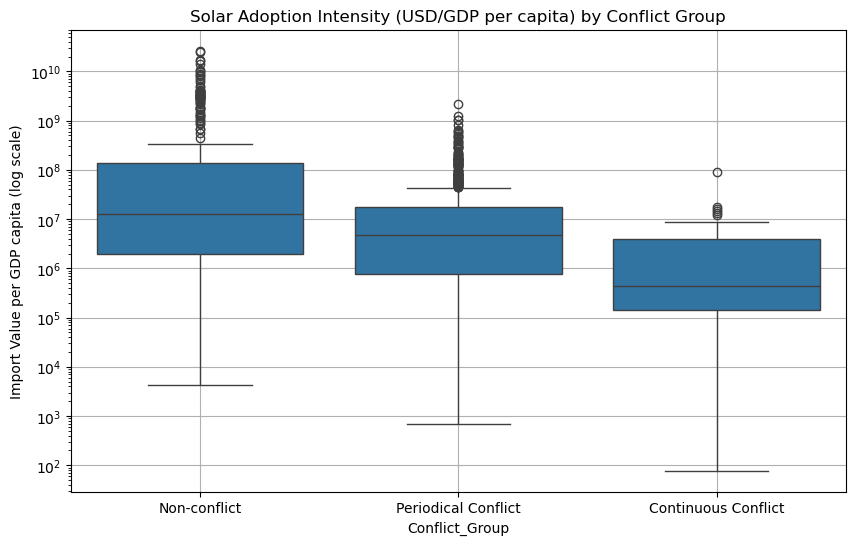 Solar Adoption Intensity (USD/GDP per capita) by Conflict Group
Import Value per GDP capita (log scale)
10^10
10^9
10^8
10^7
10^6
10^5
10^4
10^3
10^2
Non-conflict
Periodical Conflict
Continuous Conflict
Conflict_Group